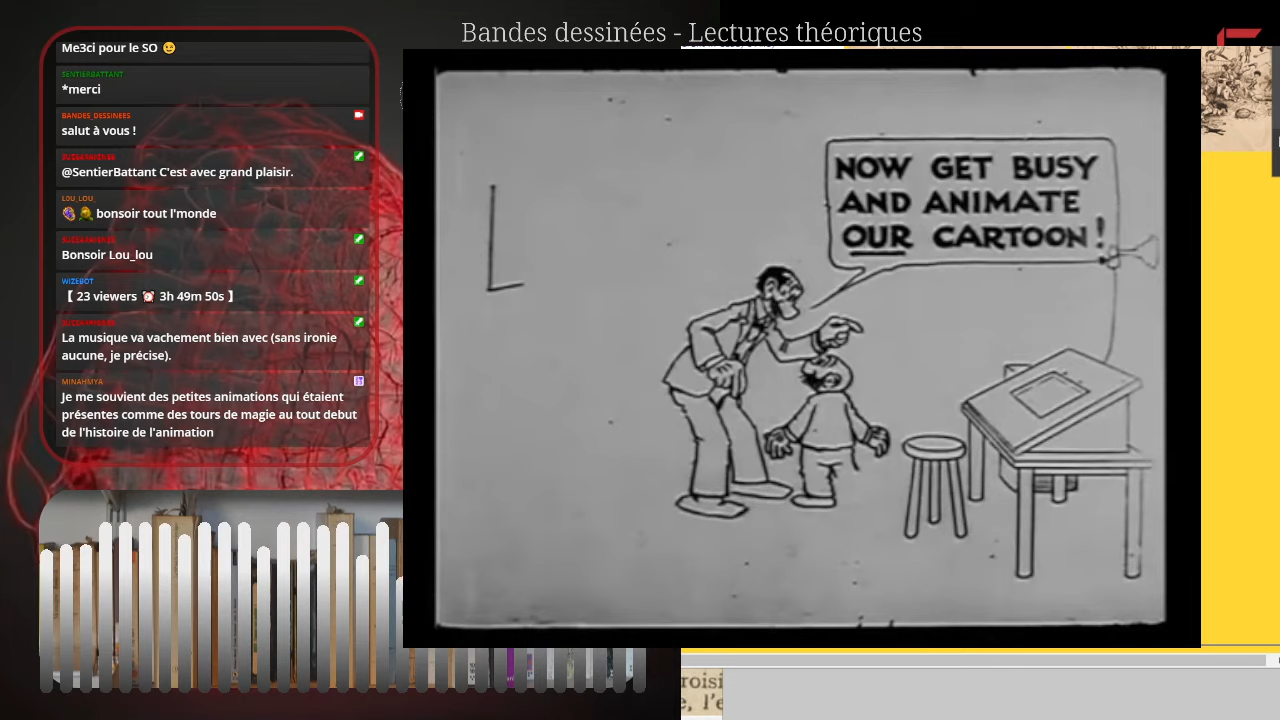 Bandes dessinées - Lectures théoriques
Me3ci pour le SO
SENTIERBATTANT
*merci
BANDES_DESSINEES
salut à vous !
@SentierBattant C'est avec grand plaisir.
LOU_LOU_
bonsoir tout l'monde
Bonsoir Lou_lou
WIZEBOT
【 23 viewers ⏰ 3h 49m 50s 】
La musique va vachement bien avec (sans ironie
aucune, je précise).
MINAHMYA
Je me souvient des petites animations qui étaient
présentes comme des tours de magie au tout debut
de l'histoire de l'animation
NOW GET BUSY
AND ANIMATE
OUR CARTOON!
roisi
e, l'e